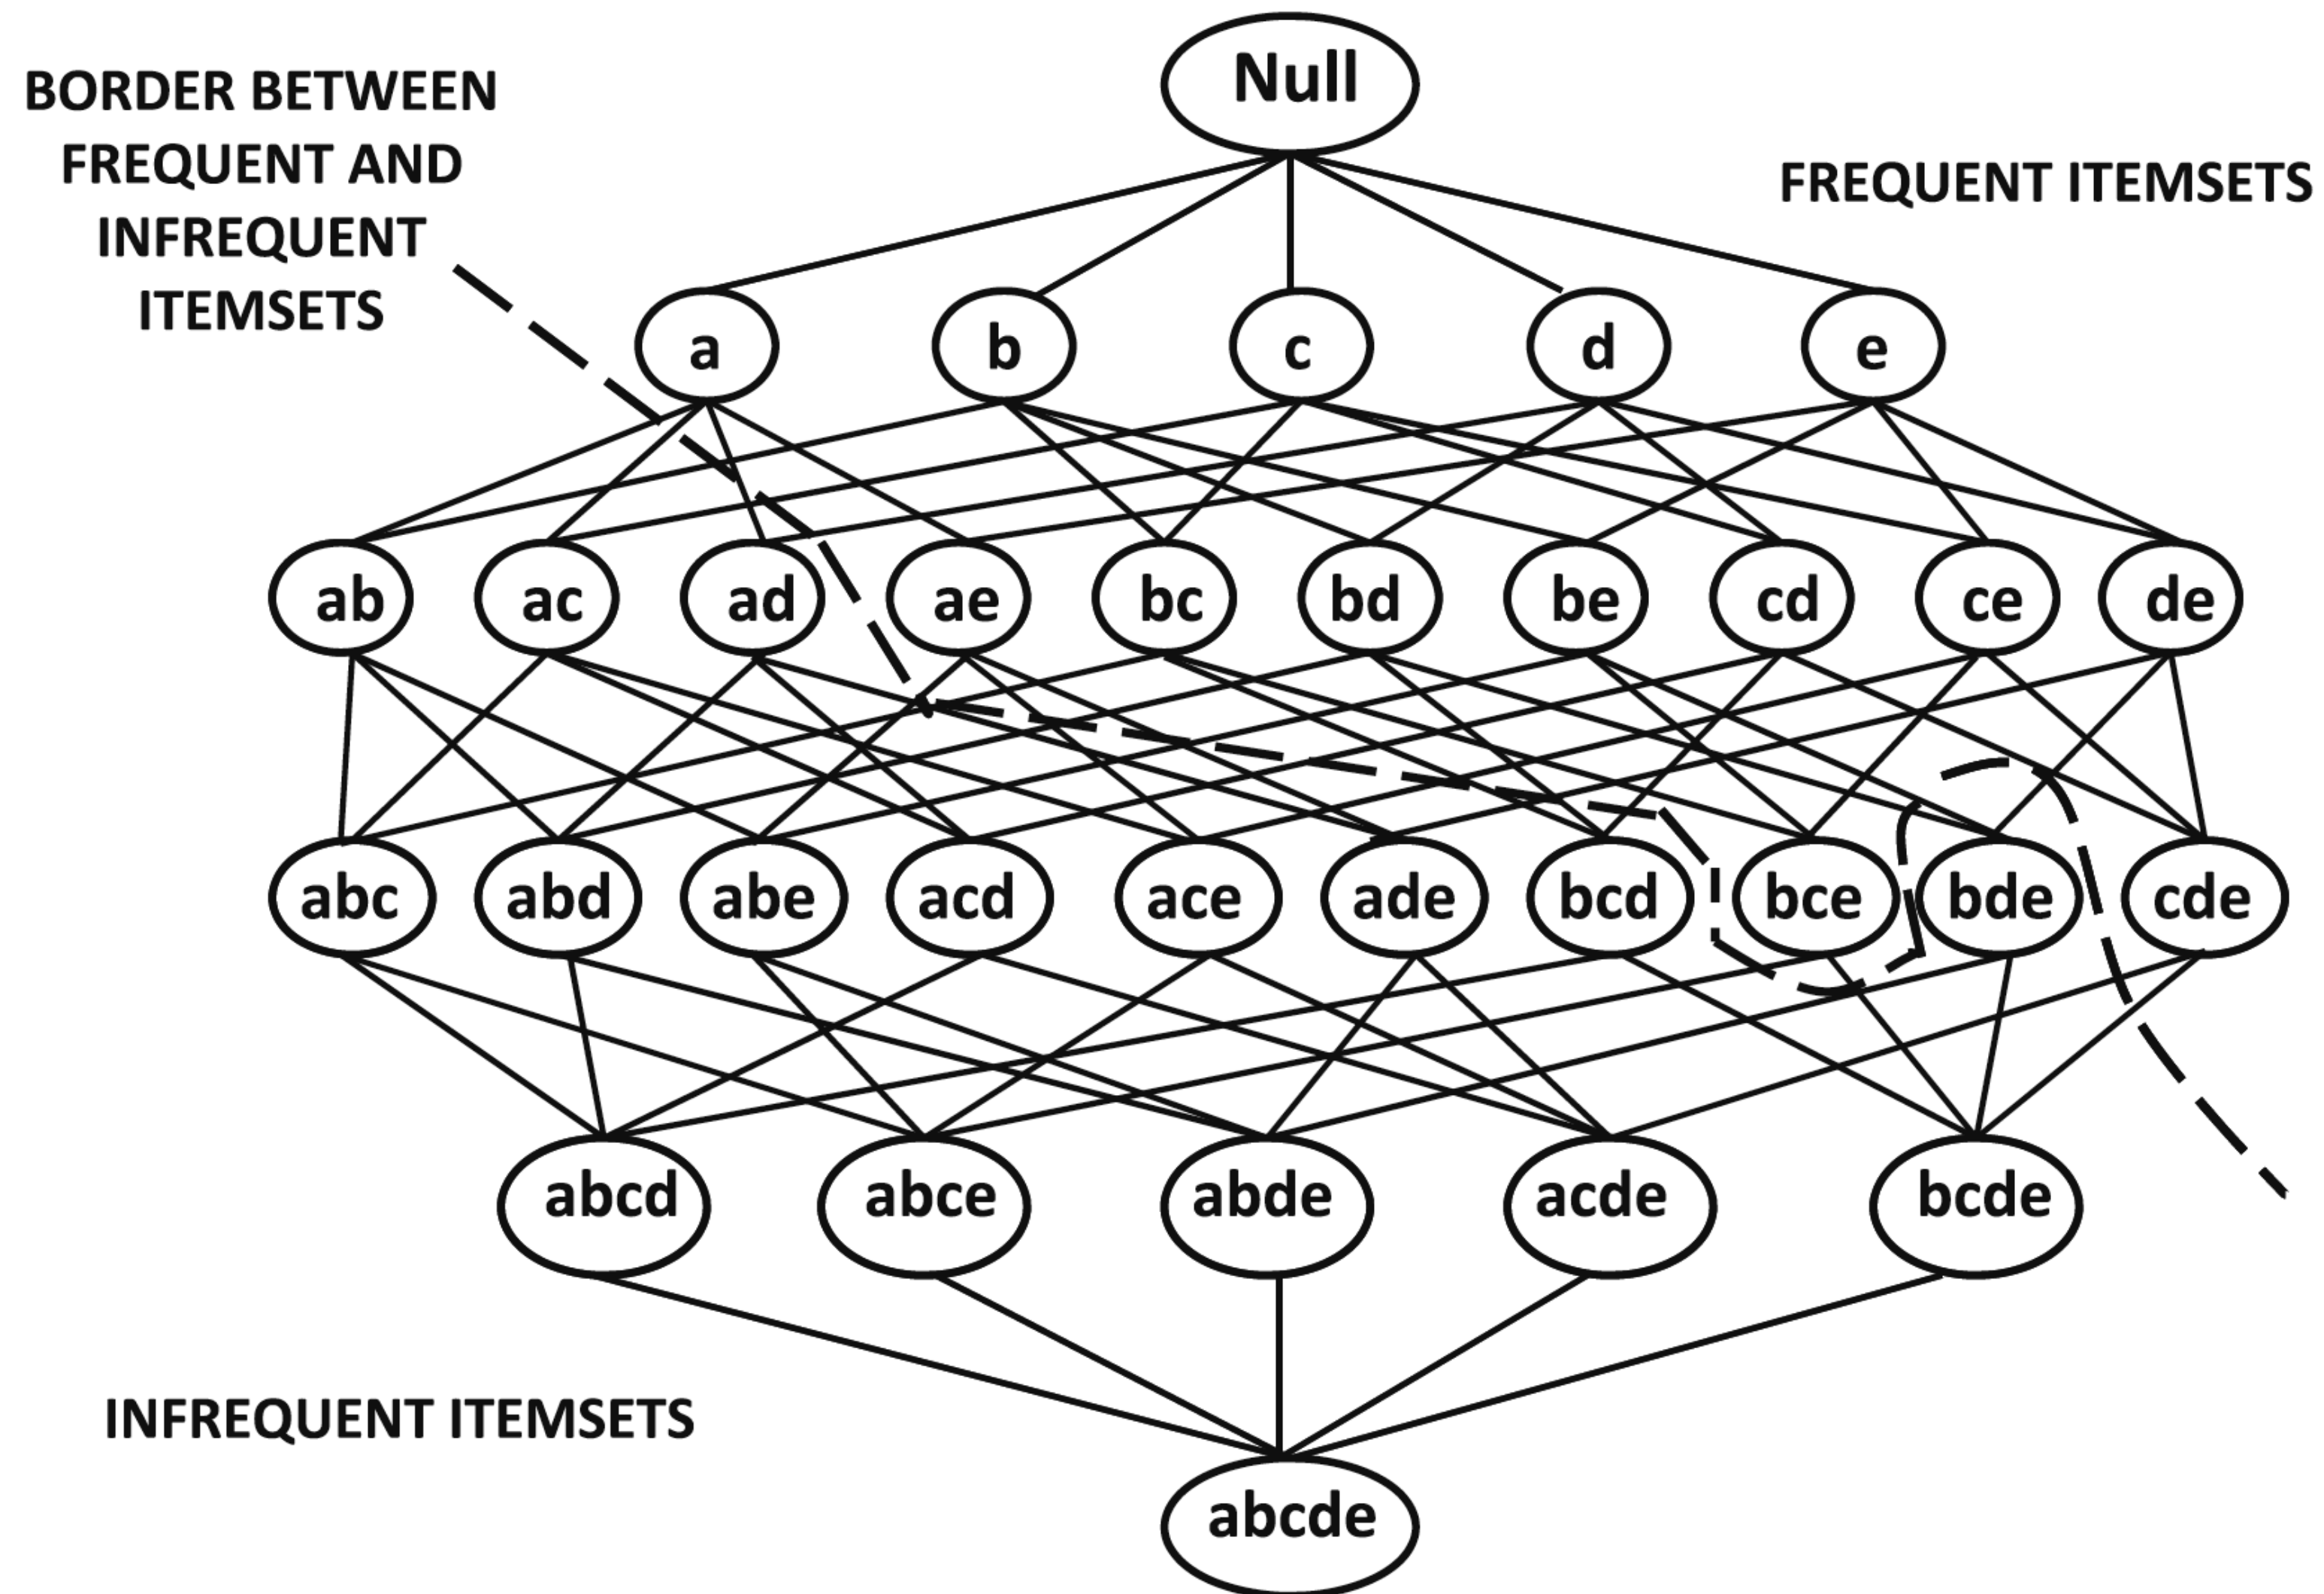 Null
BORDER BETWEEN
FREQUENT AND
INFREQUENT
ITEMSETS
FREQUENT ITEMSETS
a b c d e
ab ac ad ae bc bd be cd ce de
abc abd abe acd ace ade bcd bce bde cde
abcd abce abde acde bcde
INFREQUENT ITEMSETS
abcde